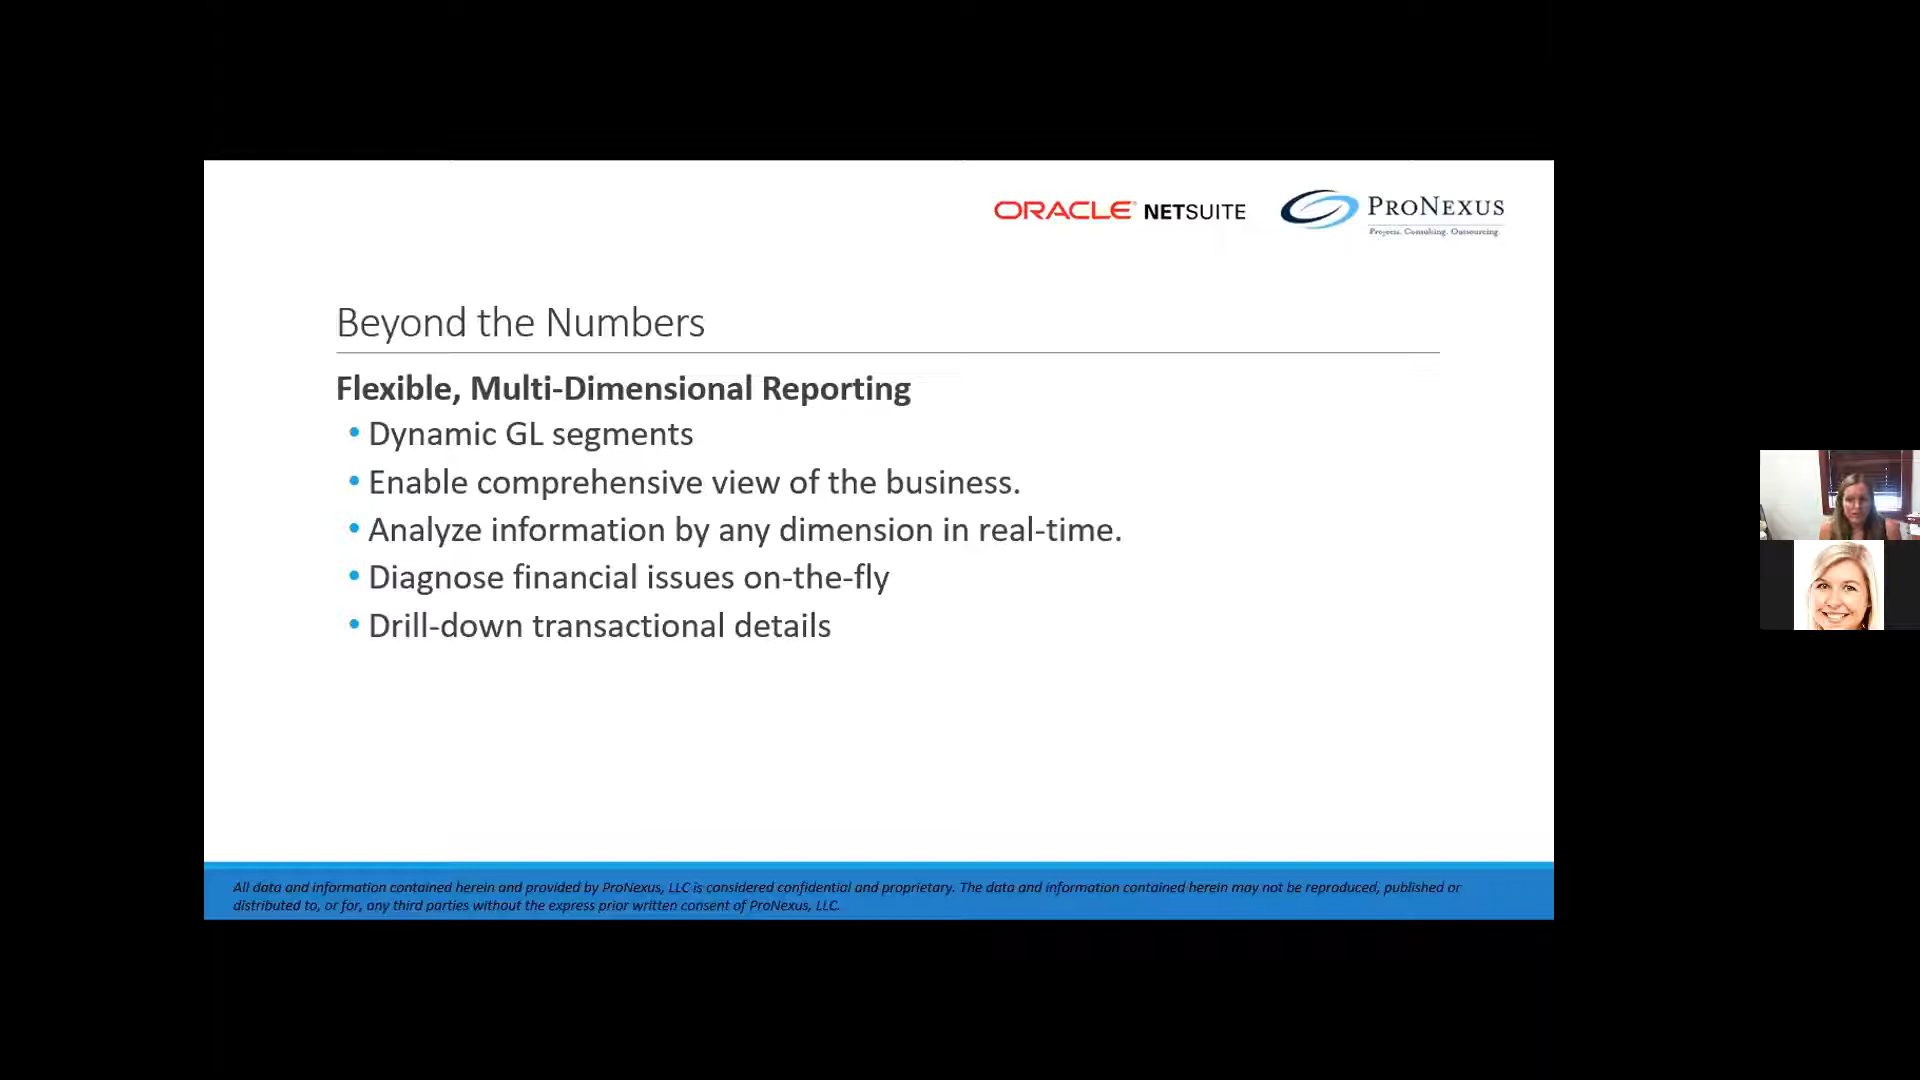 ORACLE NETSUITE
PRONEXUS
Projects. Consulting. Outsourcing.
Beyond the Numbers
Flexible, Multi-Dimensional Reporting
• Dynamic GL segments
• Enable comprehensive view of the business.
• Analyze information by any dimension in real-time.
• Diagnose financial issues on-the-fly
• Drill-down transactional details
All data and information contained herein and provided by ProNexus, LLC is considered confidential and proprietary. The data and information contained herein may not be reproduced, published or
distributed to, or for, any third parties without the express prior written consent of ProNexus, LLC.